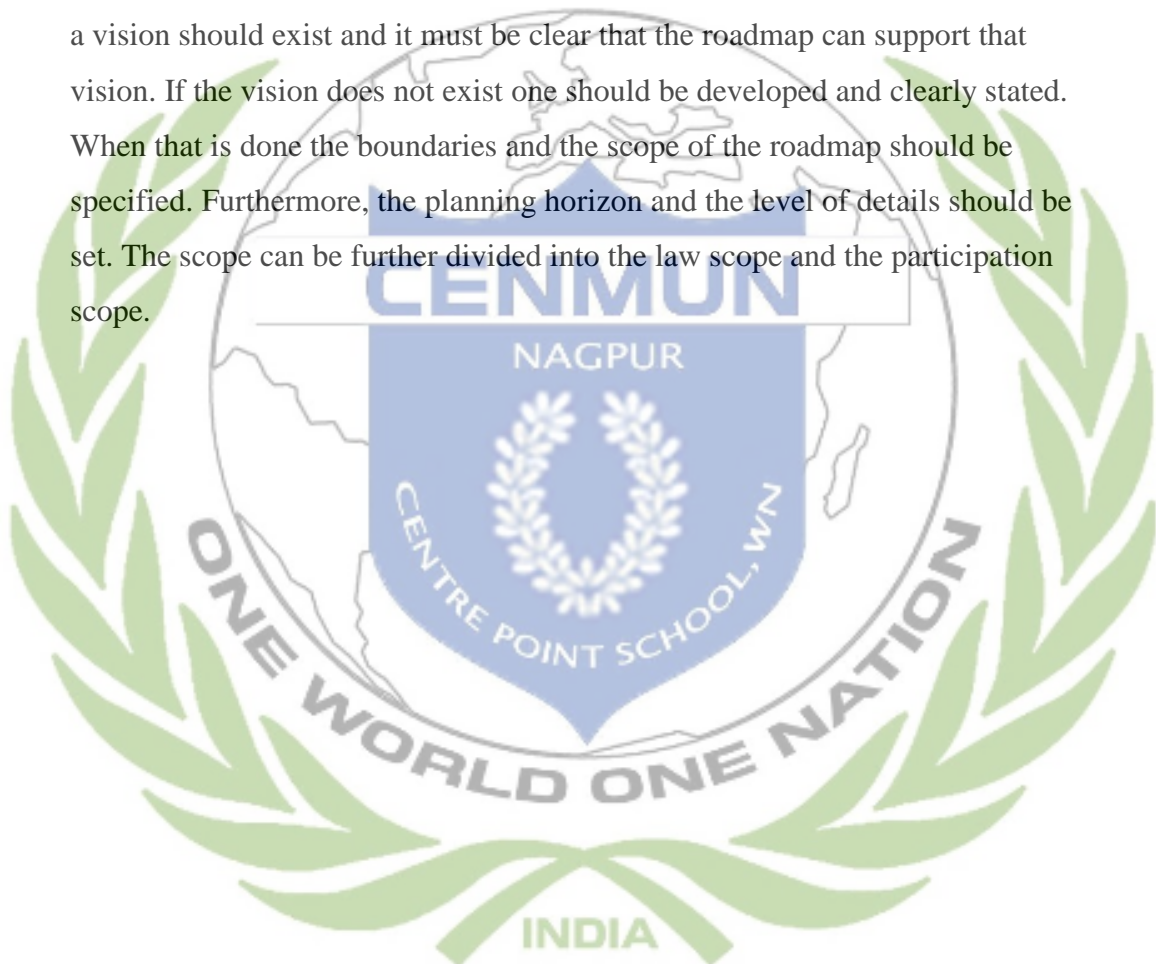 a vision should exist and it must be clear that the roadmap can support that
vision. If the vision does not exist one should be developed and clearly stated.
When that is done the boundaries and the scope of the roadmap should be
specified. Furthermore, the planning horizon and the level of details should be
set. The scope can be further divided into the law scope and the participation
scope.
CENMUN
NAGPUR
CENTRE POINT SCHOOL, WN
ONE WORLD ONE NATION
INDIA